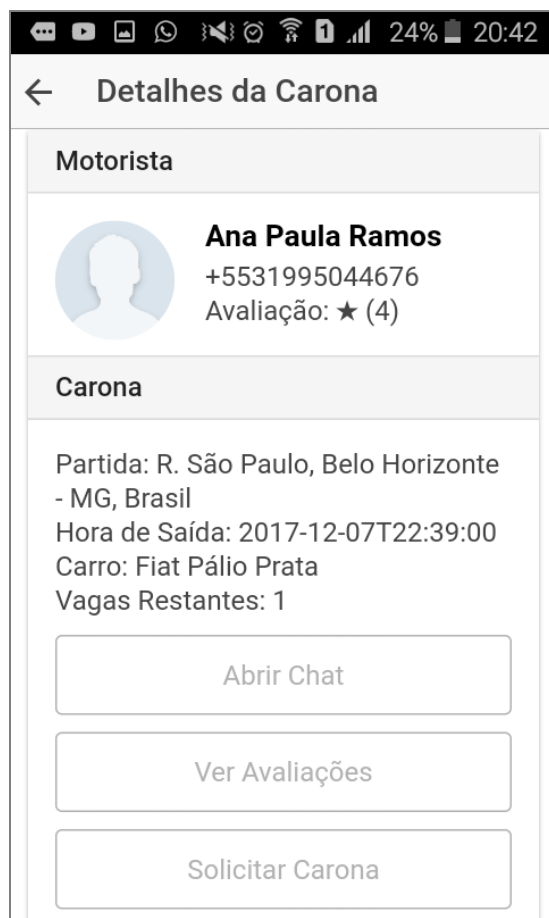 1 24% 20:42
Detalhes da Carona
Motorista
Ana Paula Ramos
+5531995044676
Avaliação: ★ (4)
Carona
Partida: R. São Paulo, Belo Horizonte
- MG, Brasil
Hora de Saída: 2017-12-07T22:39:00
Carro: Fiat Pálio Prata
Vagas Restantes: 1
Abrir Chat
Ver Avaliações
Solicitar Carona